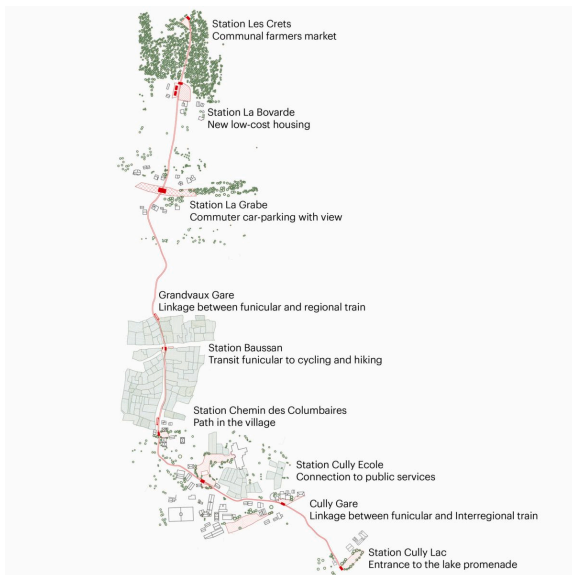 Station Les Crets
Communal farmers market
Station La Bovarde
New low-cost housing
Station La Grabe
Commuter car-parking with view
Grandvaux Gare
Linkage between funicular and regional train
Station Baussan
Transit funicular to cycling and hiking
Station Chemin des Columbaires
Path in the village
Station Cully Ecole
Connection to public services
Cully Gare
Linkage between funicular and Interregional train
Station Cully Lac
Entrance to the lake promenade